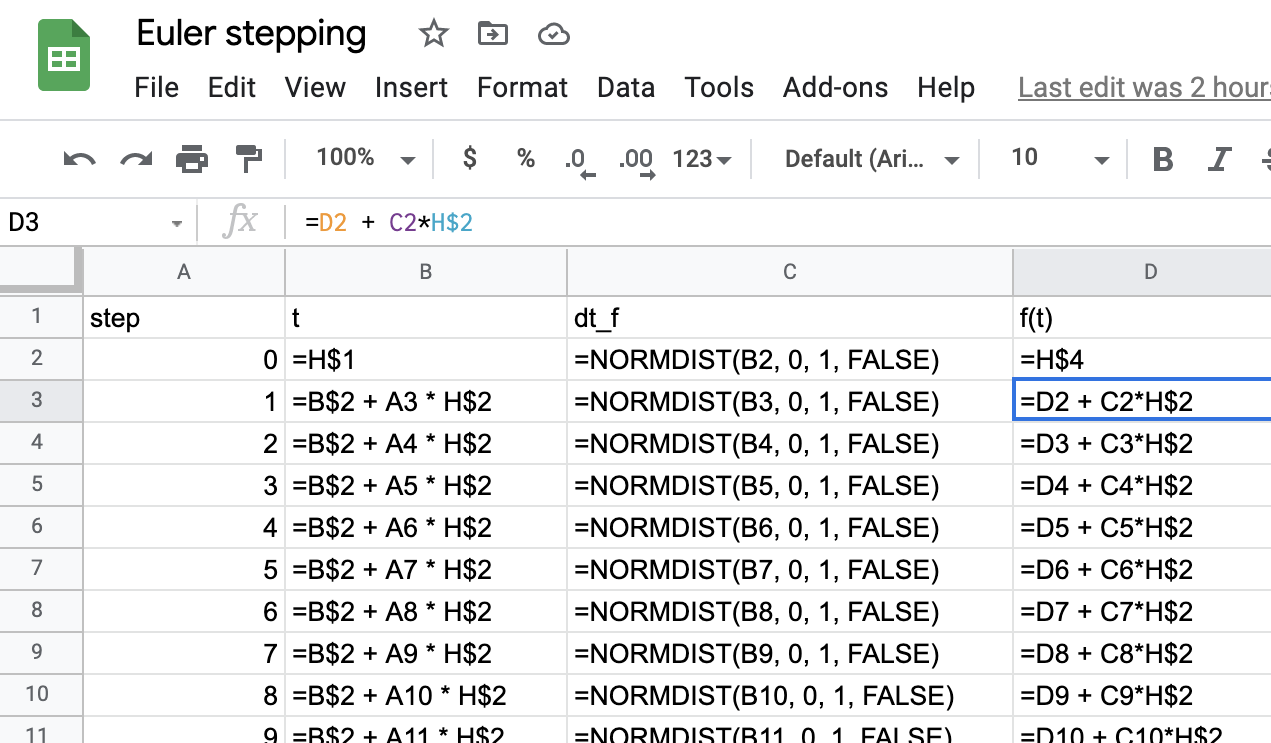 Euler stepping
File Edit View Insert Format Data Tools Add-ons Help Last edit was 2 hour
100% $ % .0 .00 123 Default (Ari... 10 B I S
D3 fx =D2 + C2*H$2
A B C D
1 step t dt_f f(t)
2 0 =H$1 =NORMDIST(B2, 0, 1, FALSE) =H$4
3 1 =B$2 + A3 * H$2 =NORMDIST(B3, 0, 1, FALSE) =D2 + C2*H$2
4 2 =B$2 + A4 * H$2 =NORMDIST(B4, 0, 1, FALSE) =D3 + C3*H$2
5 3 =B$2 + A5 * H$2 =NORMDIST(B5, 0, 1, FALSE) =D4 + C4*H$2
6 4 =B$2 + A6 * H$2 =NORMDIST(B6, 0, 1, FALSE) =D5 + C5*H$2
7 5 =B$2 + A7 * H$2 =NORMDIST(B7, 0, 1, FALSE) =D6 + C6*H$2
8 6 =B$2 + A8 * H$2 =NORMDIST(B8, 0, 1, FALSE) =D7 + C7*H$2
9 7 =B$2 + A9 * H$2 =NORMDIST(B9, 0, 1, FALSE) =D8 + C8*H$2
10 8 =B$2 + A10 * H$2 =NORMDIST(B10, 0, 1, FALSE) =D9 + C9*H$2
11 9 =B$2 + A11 * H$2 =NORMDIST(B11, 0, 1, FALSE) =D10 + C10*H$2